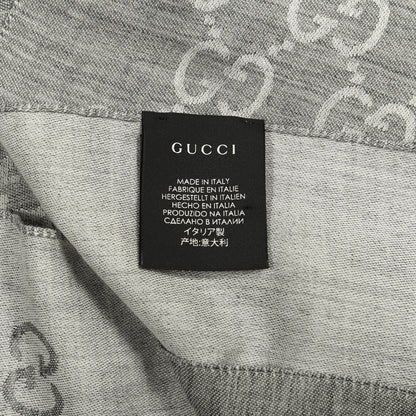 GUCCI
MADE IN ITALY
FABRIQUE EN ITALIE
HERGESTELLT IN ITALIEN
HECHO EN ITALIA
PRODUZIDO NA ITALIA
СДЕЛАНО В ИТАЛИИ
イタリア製
产地:意大利